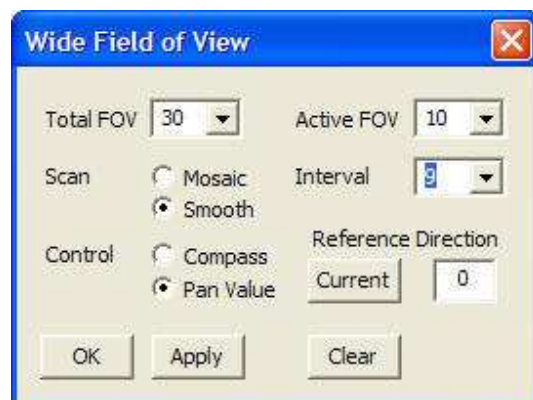 Wide Field of View
Total FOV 30 Active FOV 10
Scan Mosaic Interval 9
Smooth
Reference Direction
Control Compass
Pan Value Current 0
OK Apply Clear